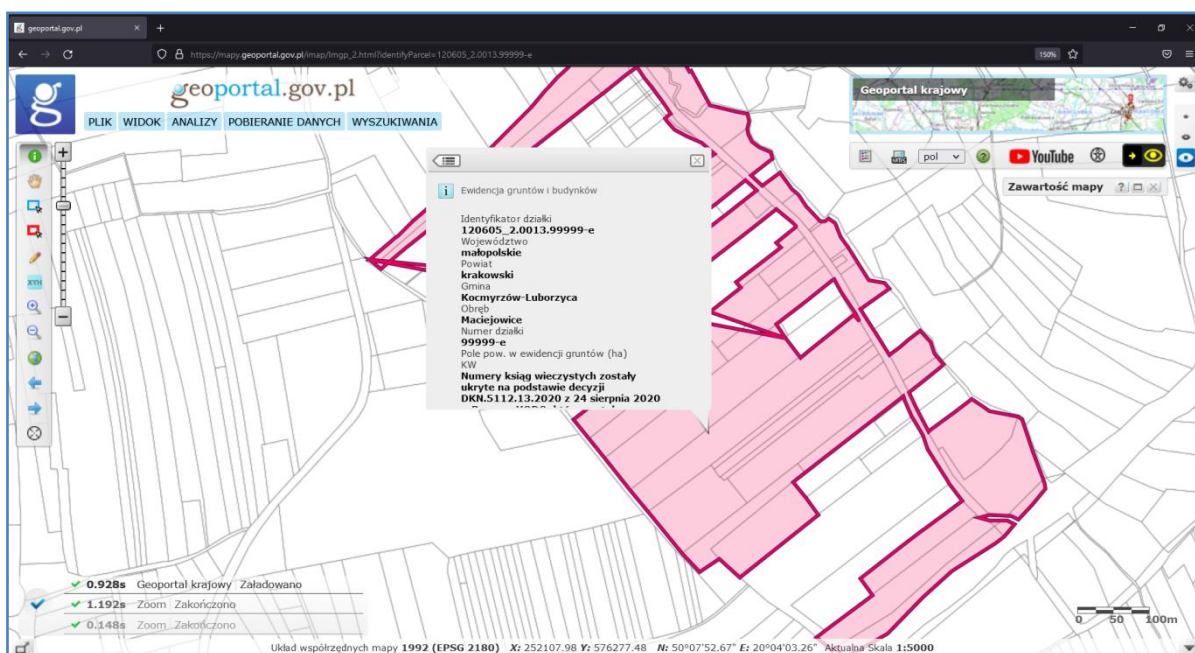 geoportal.gov.pl
https://mapy.geoportal.gov.pl/imap/Imgp_2.html?identifyParcel=120605_2.0013.99999-e
150%
geoportal.gov.pl
PLIK WIDOK ANALIZY POBIERANIE DANYCH WYSZUKIWANIA
Geoportal krajowy
pol
YouTube
Zawartość mapy
XYH
Ewidencja gruntów i budynków
Identyfikator działki
120605_2.0013.99999-e
Województwo
małopolskie
Powiat
krakowski
Gmina
Kocmyrzów-Luborzyca
Obręb
Maciejowice
Numer działki
99999-e
Pole pow. w ewidencji gruntów (ha)
KW
Numery ksiąg wieczystych zostały
ukryte na podstawie decyzji
DKN.5112.13.2020 z 24 sierpnia 2020
0.928s Geoportal krajowy Załadowano
1.192s Zoom Zakończono
0.148s Zoom Zakończono
0 50 100m
Układ współrzędnych mapy 1992 (EPSG 2180) X: 252107.98 Y: 576277.48 N: 50°07'52.67" E: 20°04'03.26" Aktualna Skala 1:5000